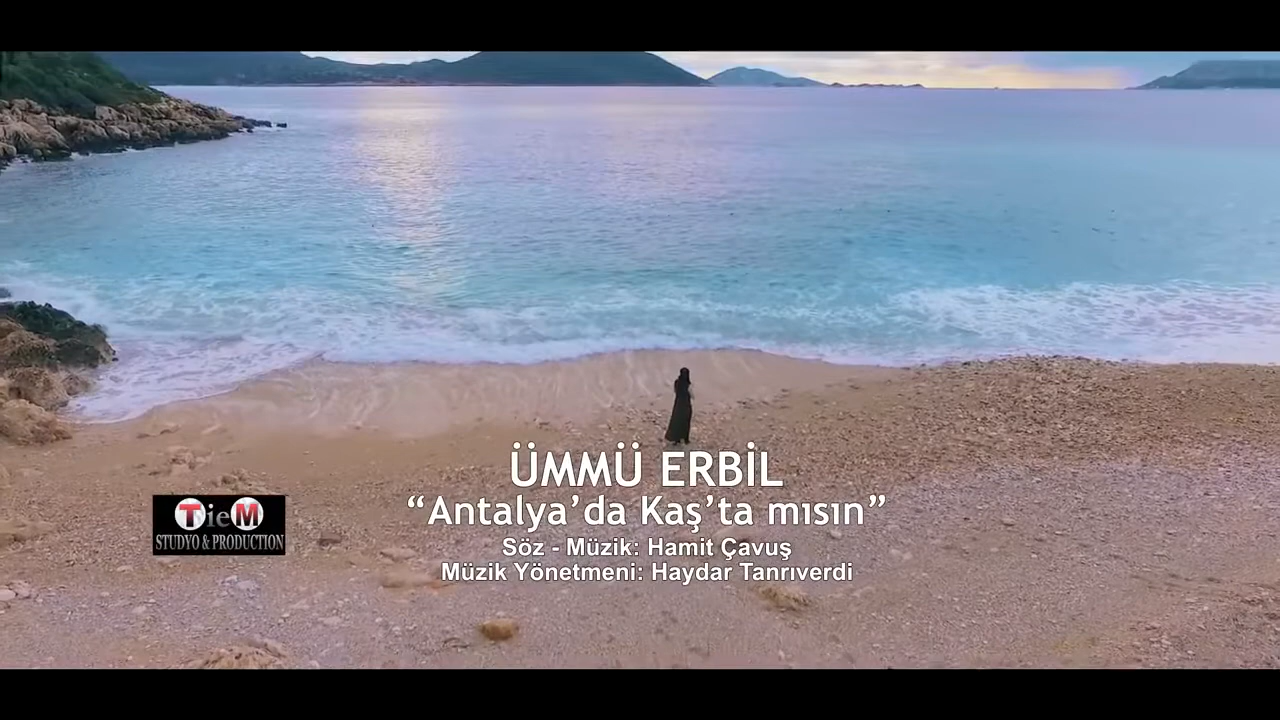 ÜMMÜ ERBİL
“Antalya’da Kaş’ta mısın”
Söz - Müzik: Hamit Çavuş
Müzik Yönetmeni: Haydar Tanrıverdi
TieM
STUDYO & PRODUCTION